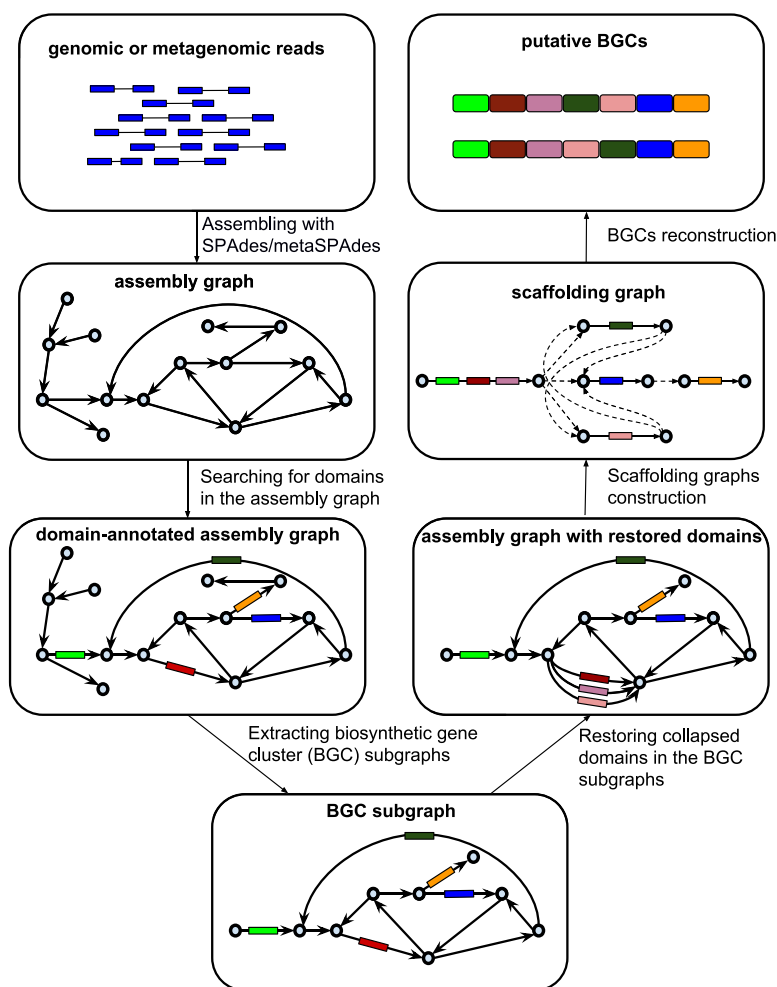 genomic or metagenomic reads
Assembling with
SPAdes/metaSPAdes
assembly graph
Searching for domains
in the assembly graph
domain-annotated assembly graph
Extracting biosynthetic gene
cluster (BGC) subgraphs
BGC subgraph
Restoring collapsed
domains in the BGC
subgraphs
assembly graph with restored domains
Scaffolding graphs
construction
scaffolding graph
BGCs reconstruction
putative BGCs